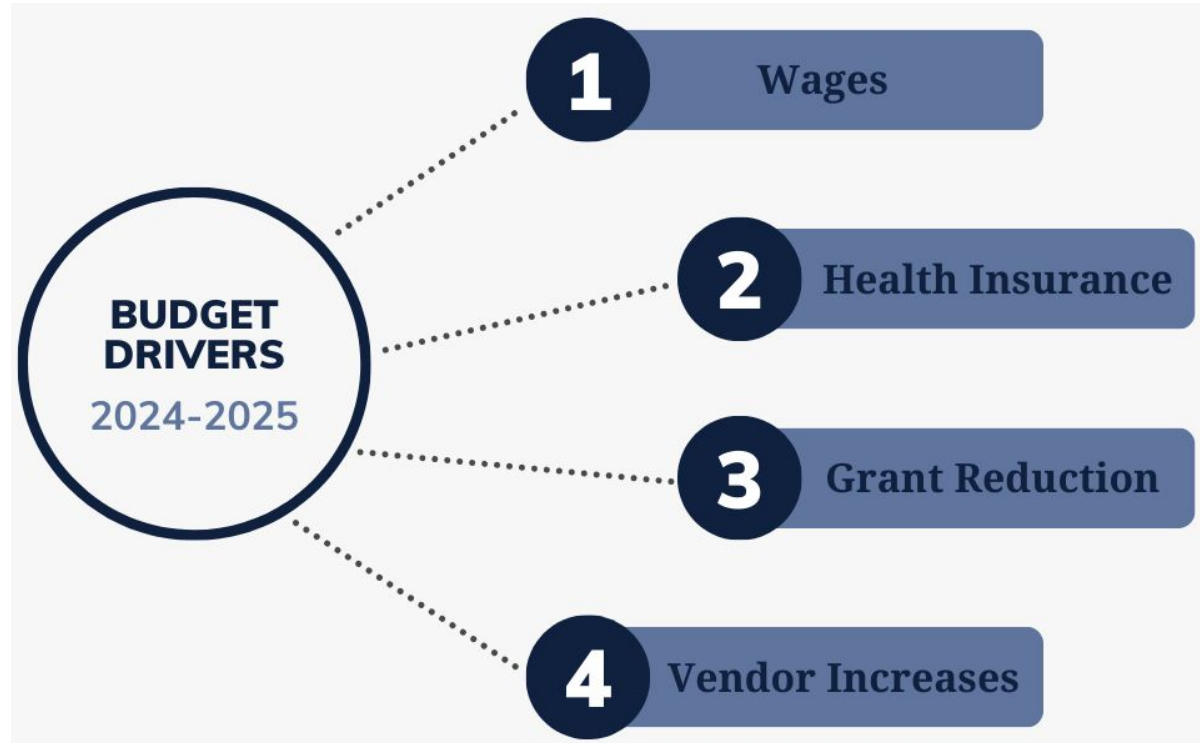 BUDGET
DRIVERS
2024-2025
1 Wages
2 Health Insurance
3 Grant Reduction
4 Vendor Increases